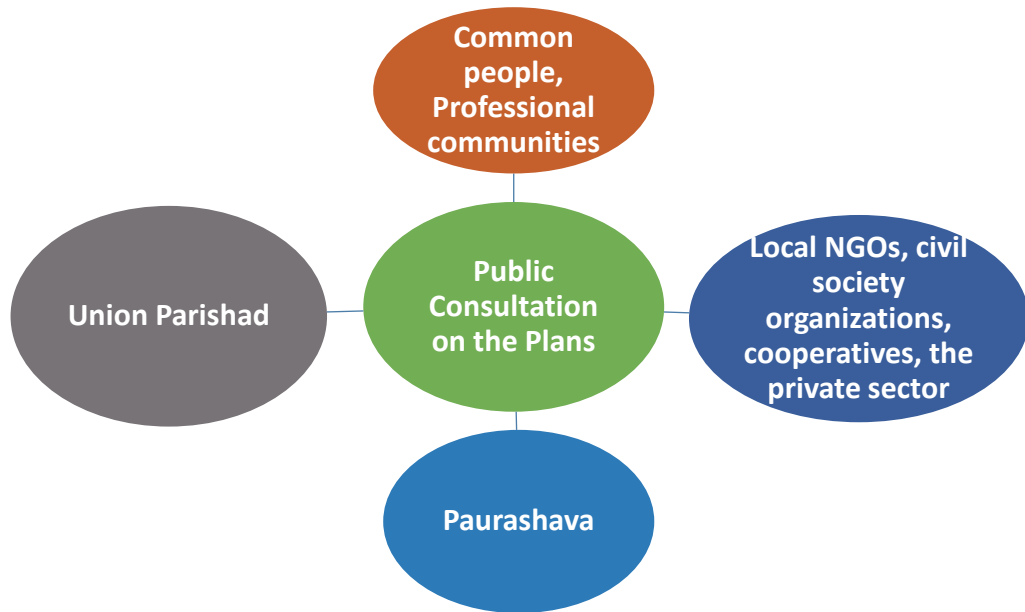 Common
people,
Professional
communities
Union Parishad
Public
Consultation
on the Plans
Local NGOs, civil
society
organizations,
cooperatives, the
private sector
Paurashava